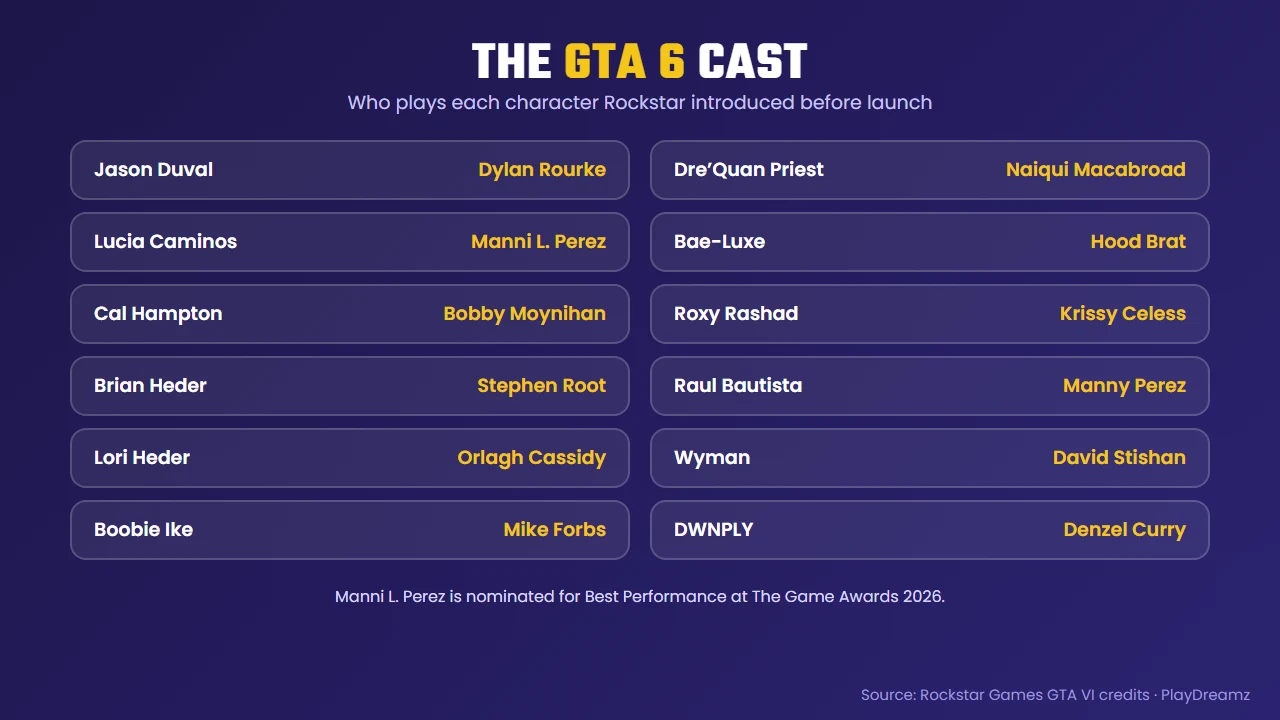 THE GTA 6 CAST
Who plays each character Rockstar introduced before launch
Jason Duval Dylan Rourke
Lucia Caminos Manni L. Perez
Cal Hampton Bobby Moynihan
Brian Heder Stephen Root
Lori Heder Orlagh Cassidy
Boobie Ike Mike Forbs
Dre’Quan Priest Naiqui Macabroad
Bae-Luxe Hood Brat
Roxy Rashad Krissy Celess
Raul Bautista Manny Perez
Wyman David Stishan
DWNPLY Denzel Curry
Manni L. Perez is nominated for Best Performance at The Game Awards 2026.
Source: Rockstar Games GTA VI credits · PlayDreamz